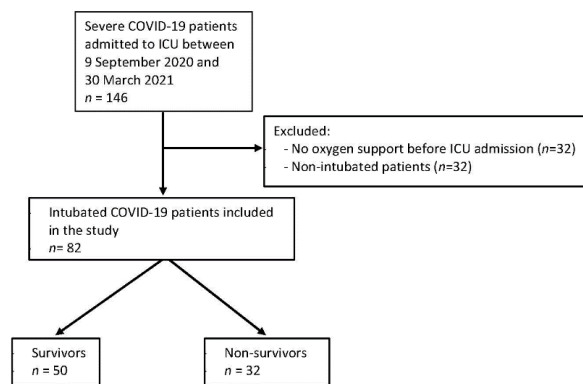 Severe COVID-19 patients
admitted to ICU between
9 September 2020 and
30 March 2021
n = 146
Excluded:
- No oxygen support before ICU admission (n=32)
- Non-intubated patients (n=32)
Intubated COVID-19 patients included
in the study
n= 82
Survivors
n = 50
Non-survivors
n = 32